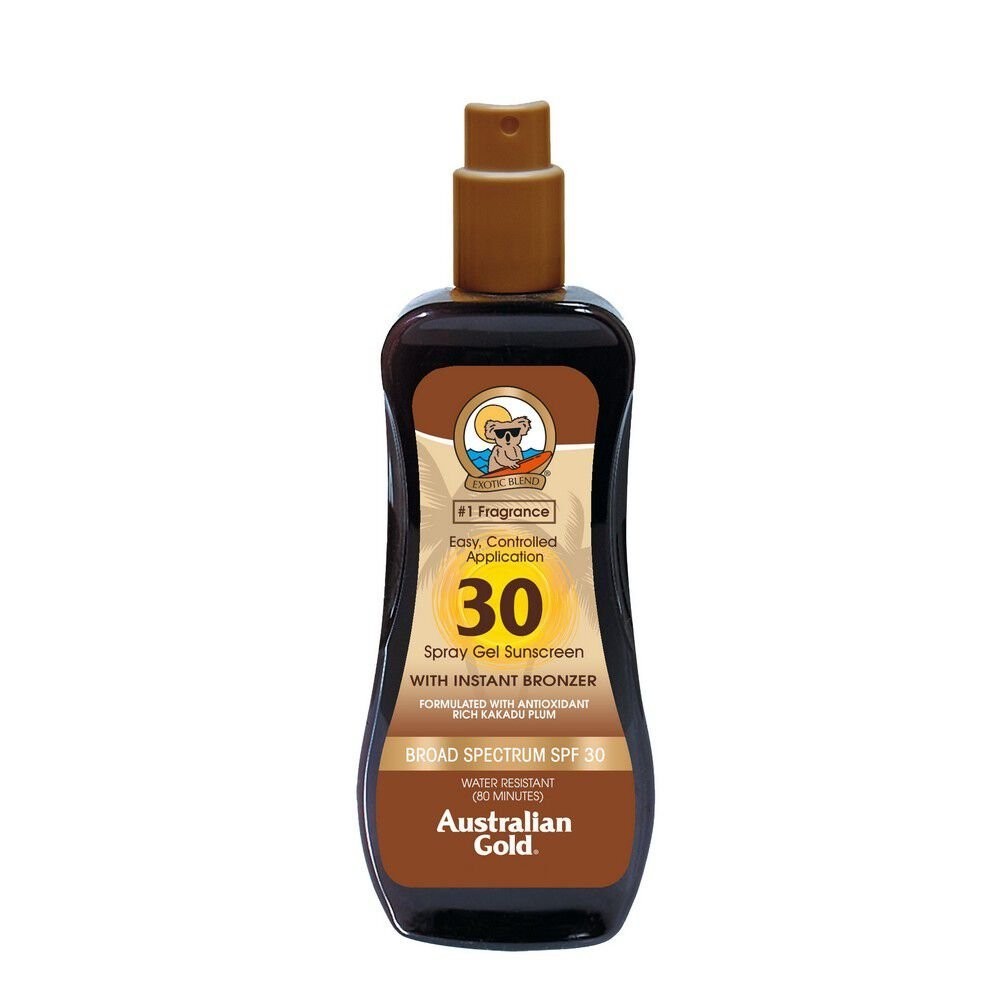 EXOTIC BLEND®
#1 Fragrance
Easy, Controlled
Application
30
Spray Gel Sunscreen
WITH INSTANT BRONZER
FORMULATED WITH ANTIOXIDANT
RICH KAKADU PLUM
BROAD SPECTRUM SPF 30
WATER RESISTANT
(80 MINUTES)
Australian
Gold®